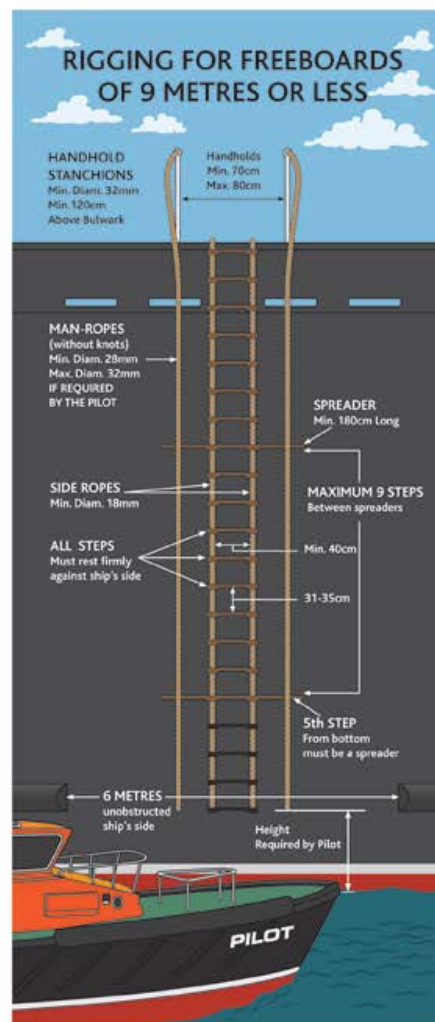 RIGGING FOR FREEBOARDS
OF 9 METRES OR LESS
HANDHOLD
STANCHIONS
Min. Diam. 32mm
Min. 120cm
Above Bulwark
Handholds
Min. 70cm
Max. 80cm
MAN-ROPES
(without knots)
Min. Diam. 28mm
Max. Diam. 32mm
IF REQUIRED
BY THE PILOT
SPREADER
Min. 180cm Long
SIDE ROPES
Min. Diam. 18mm
MAXIMUM 9 STEPS
Between spreaders
ALL STEPS
Must rest firmly
against ship's side
Min. 40cm
31-35cm
5th STEP
From bottom
must be a spreader
6 METRES
unobstructed
ship's side
Height
Required by Pilot
PILOT